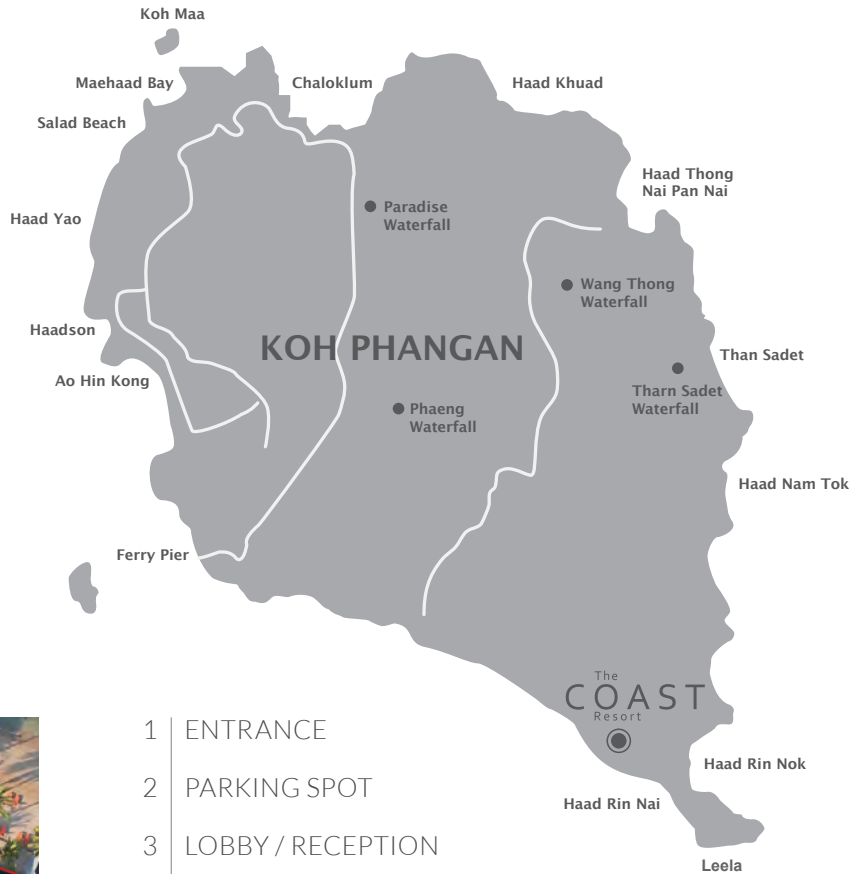 Koh Maa
Maehaad Bay
Chaloklum
Haad Khuad
Salad Beach
Haad Thong
Nai Pan Nai
Paradise
Waterfall
Haad Yao
Wang Thong
Waterfall
Haadson
KOH PHANGAN
Than Sadet
Ao Hin Kong
Tharn Sadet
Waterfall
Phaeng
Waterfall
Haad Nam Tok
Ferry Pier
The
COAST
Resort
Haad Rin Nok
Haad Rin Nai
Leela
1 ENTRANCE
2 PARKING SPOT
3 LOBBY / RECEPTION